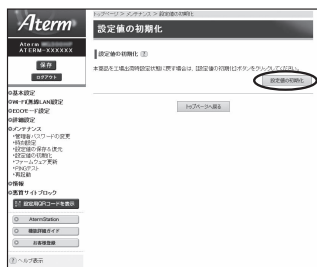 Aterm
Aterm
ATERM-XXXXXX
保存
ログアウト
基本設定
Wi-Fi(無線LAN)設定
ECOモード設定
詳細設定
メンテナンス
・管理者パスワードの変更
・時刻設定
・設定値の保存&復元
・設定値の初期化
・ファームウェア更新
・PINGテスト
・再起動
情報
悪質サイトブロック
設定用QRコードを表示
AtermStation
機能詳細ガイド
お客様登録
? ヘルプ表示
トップページ > メンテナンス > 設定値の初期化
設定値の初期化
設定値の初期化 ?
本商品を工場出荷時設定状態に戻す場合は、[設定値の初期化]ボタンをクリックしてください。
設定値の初期化
トップページへ戻る